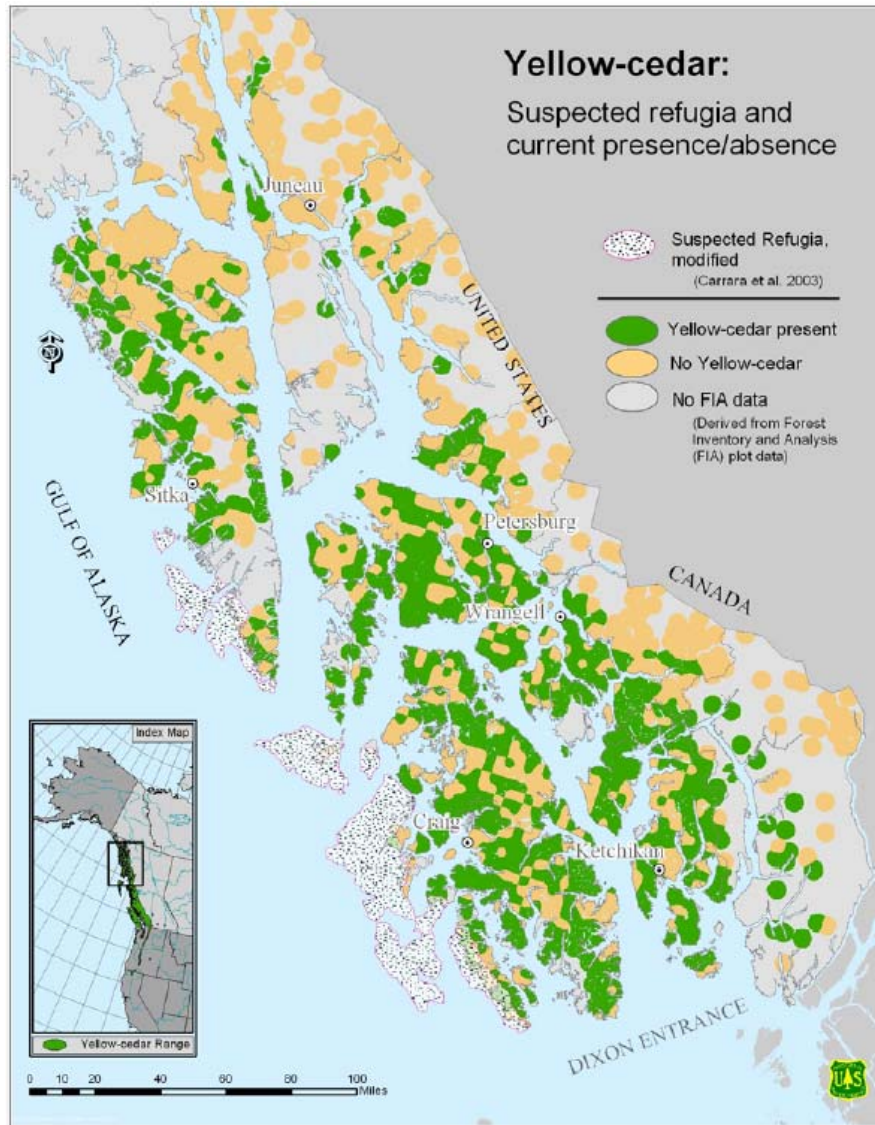 Yellow-cedar:
Suspected refugia and
current presence/absence
Suspected Refugia,
modified
(Carrara et al. 2003)
Yellow-cedar present
No Yellow-cedar
No FIA data
(Derived from Forest
Inventory and Analysis
(FIA) plot data)
Juneau
UNITED STATES
Sitka
GULF OF ALASKA
Petersburg
CANADA
Wrangell
Craig
Ketchikan
DIXON ENTRANCE
Index Map
Yellow-cedar Range
0 10 20 40 60 80 100
Miles
U S